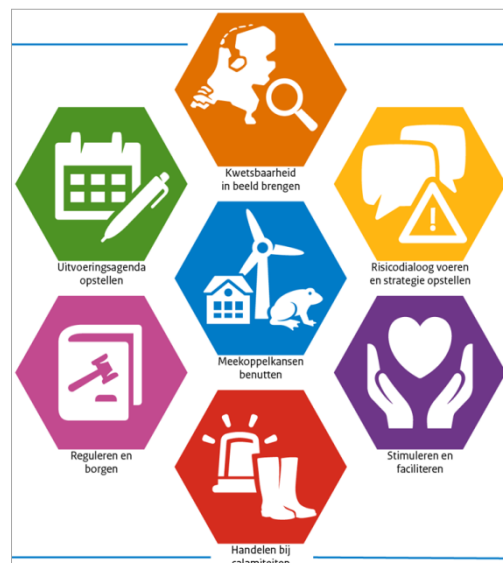 Kwetsbaarheid
in beeld brengen
Uitvoeringsagenda
opstellen
Risicodialoog voeren
en strategie opstellen
Meekoppelkansen
benutten
Reguleren en
borgen
Stimuleren en
faciliteren
Handelen bij
calamiteiten